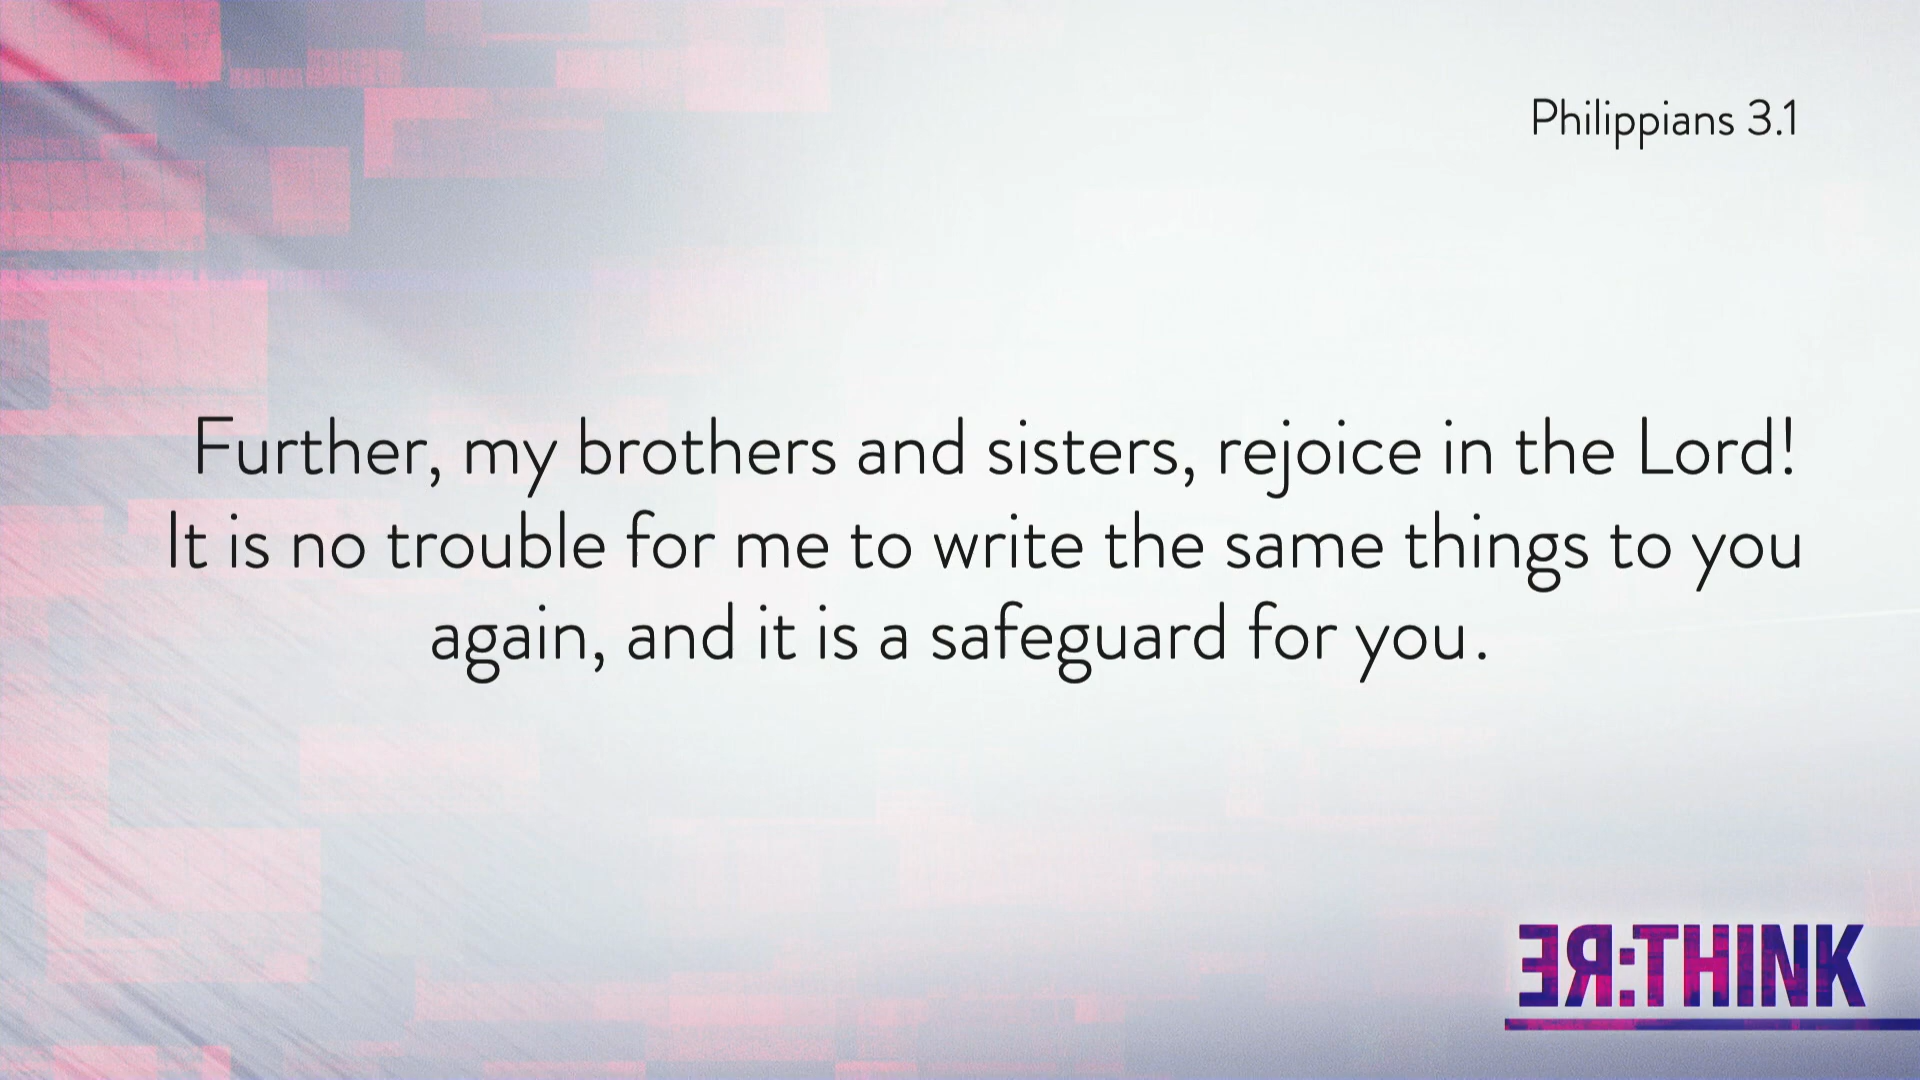 Philippians 3.1
Further, my brothers and sisters, rejoice in the Lord!
It is no trouble for me to write the same things to you
again, and it is a safeguard for you.
ƎЯ:THINK